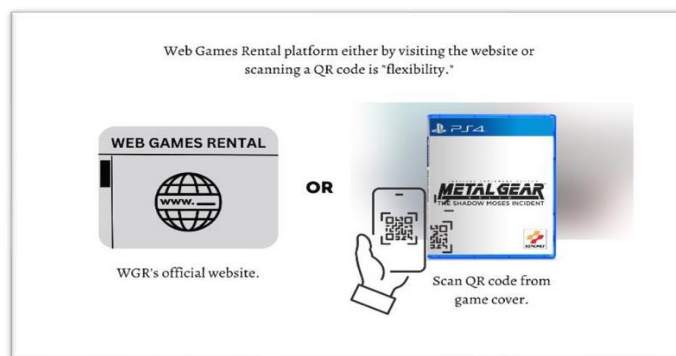 Web Games Rental platform either by visiting the website or
scanning a QR code is "flexibility."
WEB GAMES RENTAL
www. __
WGR's official website.
OR
PS4
METAL GEAR
THE SHADOW MOSES INCIDENT
KONAMI
Scan QR code from
game cover.